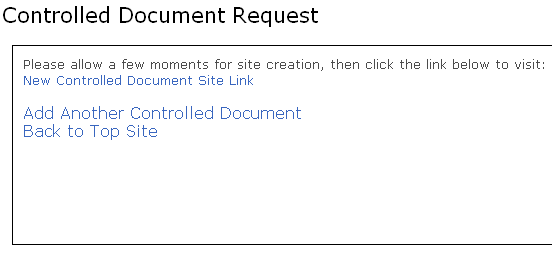 Controlled Document Request
Please allow a few moments for site creation, then click the link below to visit:
New Controlled Document Site Link
Add Another Controlled Document
Back to Top Site